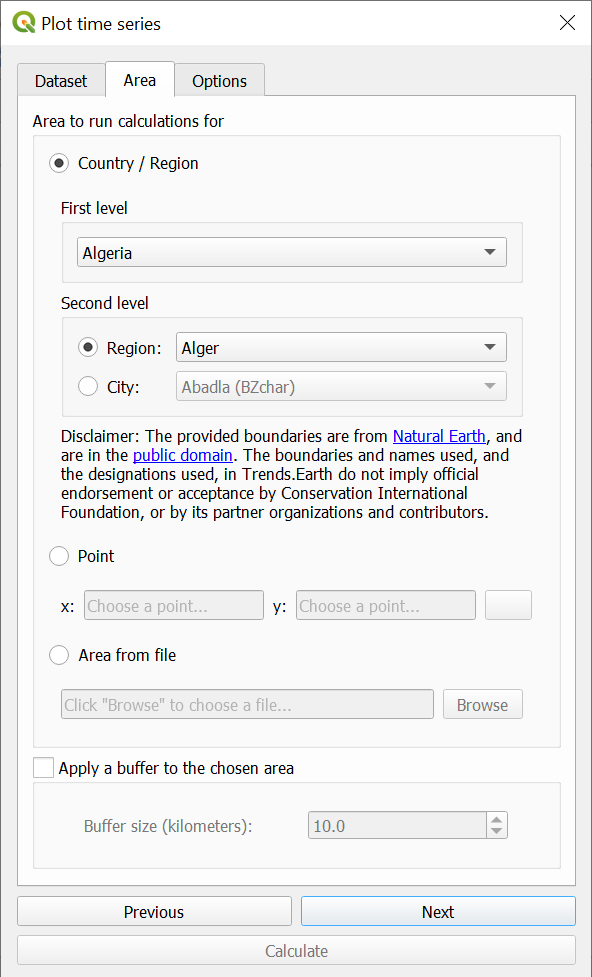 Plot time series
Dataset Area Options
Area to run calculations for
Country / Region
First level
Algeria
Second level
Region: Alger
City: Abadla (BZchar)
Disclaimer: The provided boundaries are from Natural Earth, and
are in the public domain. The boundaries and names used, and
the designations used, in Trends.Earth do not imply official
endorsement or acceptance by Conservation International
Foundation, or by its partner organizations and contributors.
Point
x: Choose a point... y: Choose a point...
Area from file
Click "Browse" to choose a file... Browse
Apply a buffer to the chosen area
Buffer size (kilometers): 10.0
Previous Next
Calculate